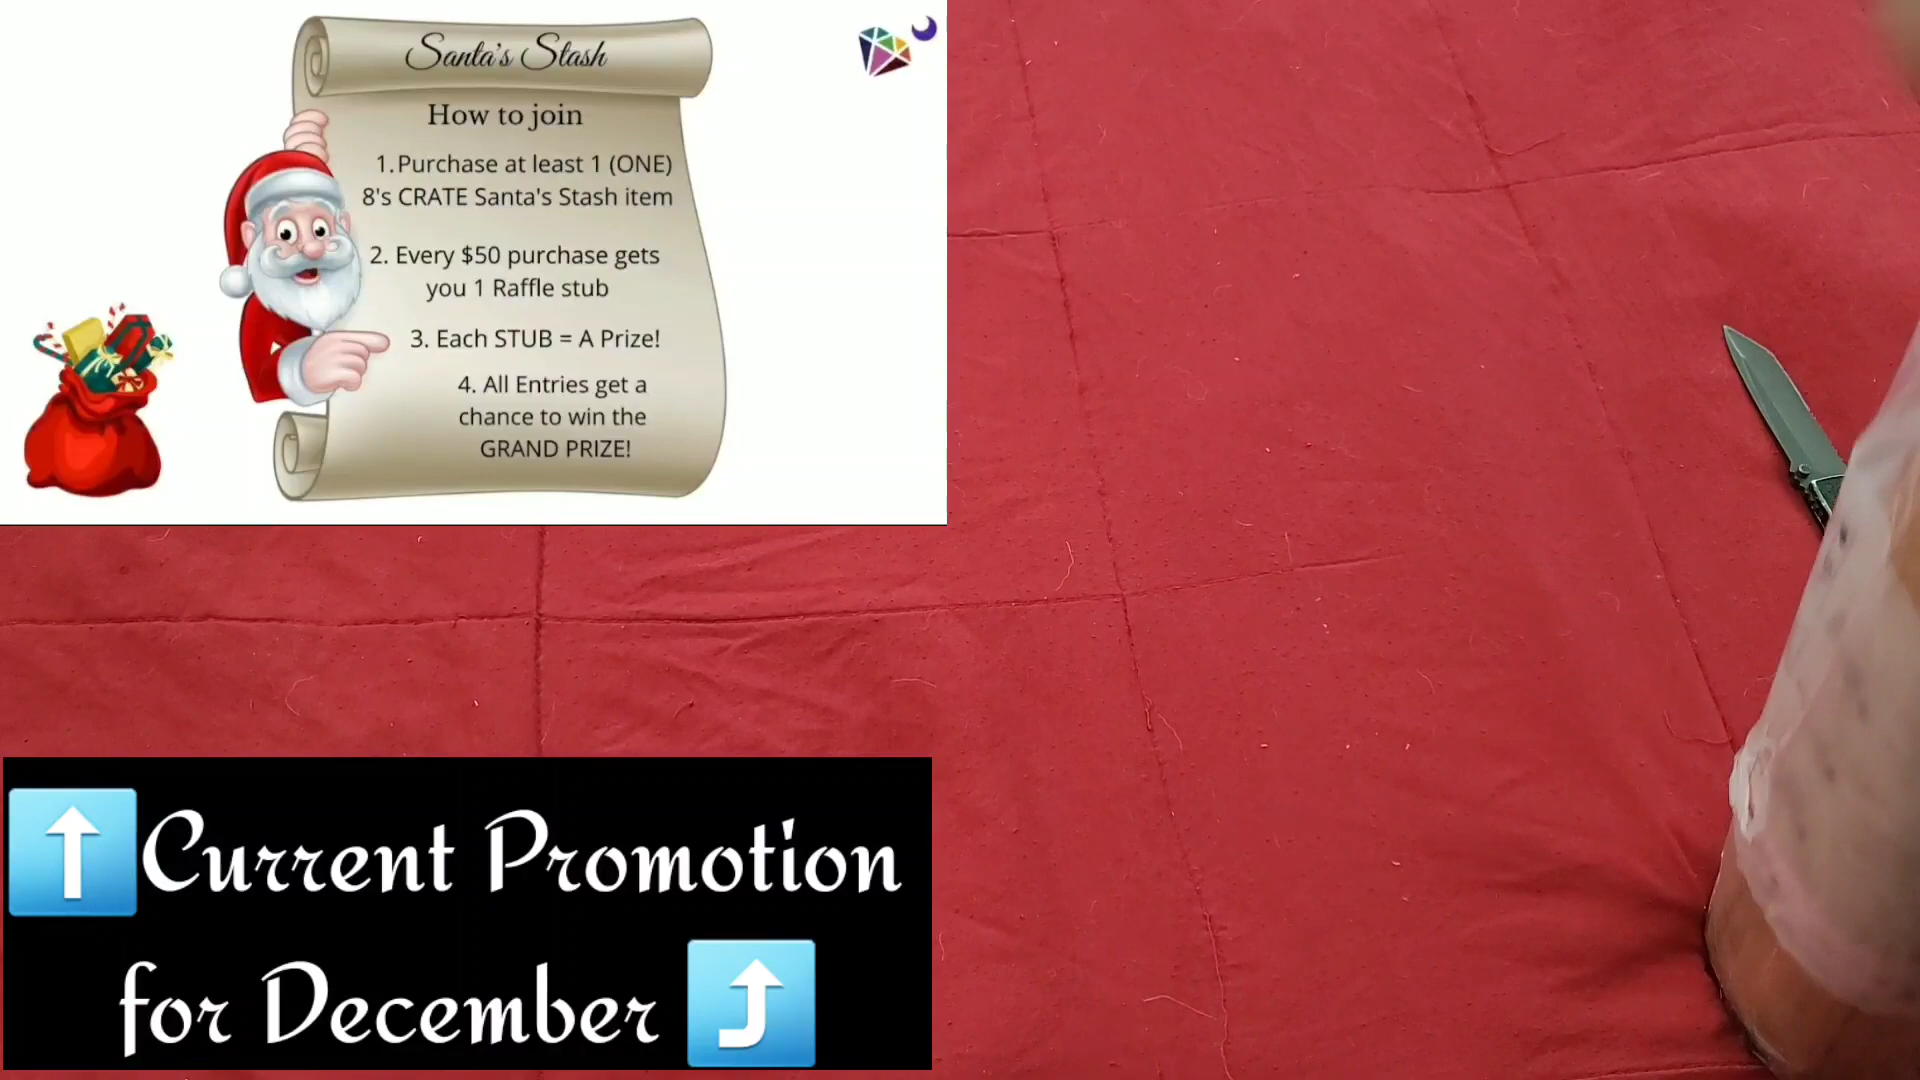 Santa's Stash
How to join
1. Purchase at least 1 (ONE)
8's CRATE Santa's Stash item
2. Every $50 purchase gets
you 1 Raffle stub
3. Each STUB = A Prize!
4. All Entries get a
chance to win the
GRAND PRIZE!
Current Promotion
for December